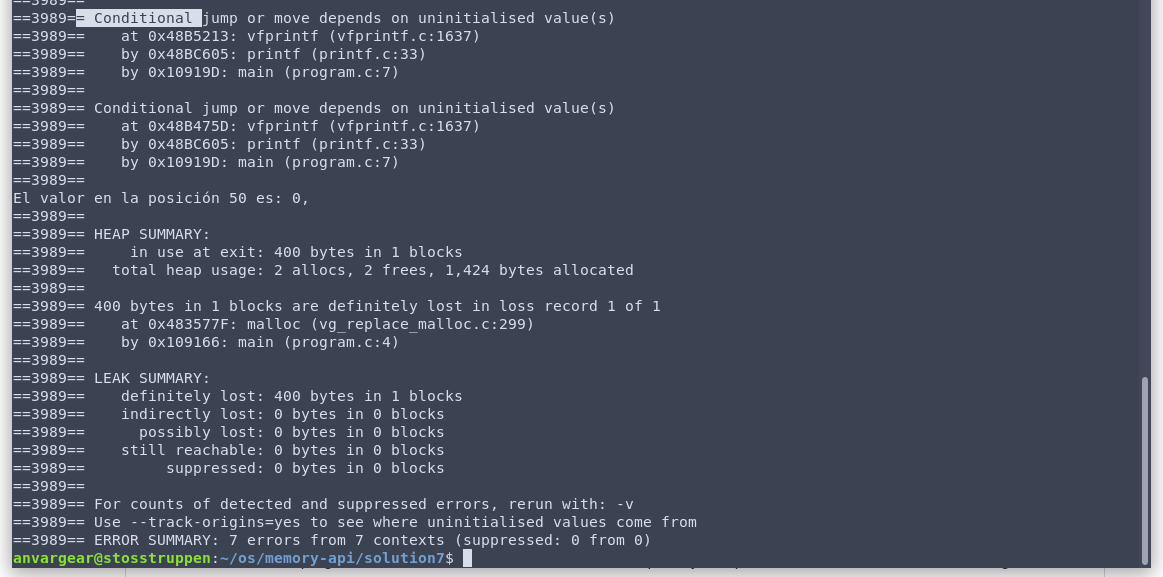 ==3989==
==3989== Conditional jump or move depends on uninitialised value(s)
==3989==    at 0x48B5213: vfprintf (vfprintf.c:1637)
==3989==    by 0x48BC605: printf (printf.c:33)
==3989==    by 0x10919D: main (program.c:7)
==3989==
==3989== Conditional jump or move depends on uninitialised value(s)
==3989==    at 0x48B475D: vfprintf (vfprintf.c:1637)
==3989==    by 0x48BC605: printf (printf.c:33)
==3989==    by 0x10919D: main (program.c:7)
==3989==
El valor en la posición 50 es: 0,
==3989==
==3989== HEAP SUMMARY:
==3989==     in use at exit: 400 bytes in 1 blocks
==3989==   total heap usage: 2 allocs, 2 frees, 1,424 bytes allocated
==3989==
==3989== 400 bytes in 1 blocks are definitely lost in loss record 1 of 1
==3989==    at 0x483577F: malloc (vg_replace_malloc.c:299)
==3989==    by 0x109166: main (program.c:4)
==3989==
==3989== LEAK SUMMARY:
==3989==    definitely lost: 400 bytes in 1 blocks
==3989==    indirectly lost: 0 bytes in 0 blocks
==3989==      possibly lost: 0 bytes in 0 blocks
==3989==    still reachable: 0 bytes in 0 blocks
==3989==         suppressed: 0 bytes in 0 blocks
==3989==
==3989== For counts of detected and suppressed errors, rerun with: -v
==3989== Use --track-origins=yes to see where uninitialised values come from
==3989== ERROR SUMMARY: 7 errors from 7 contexts (suppressed: 0 from 0)
anvargear@stosstruppen:~/os/memory-api/solution7$